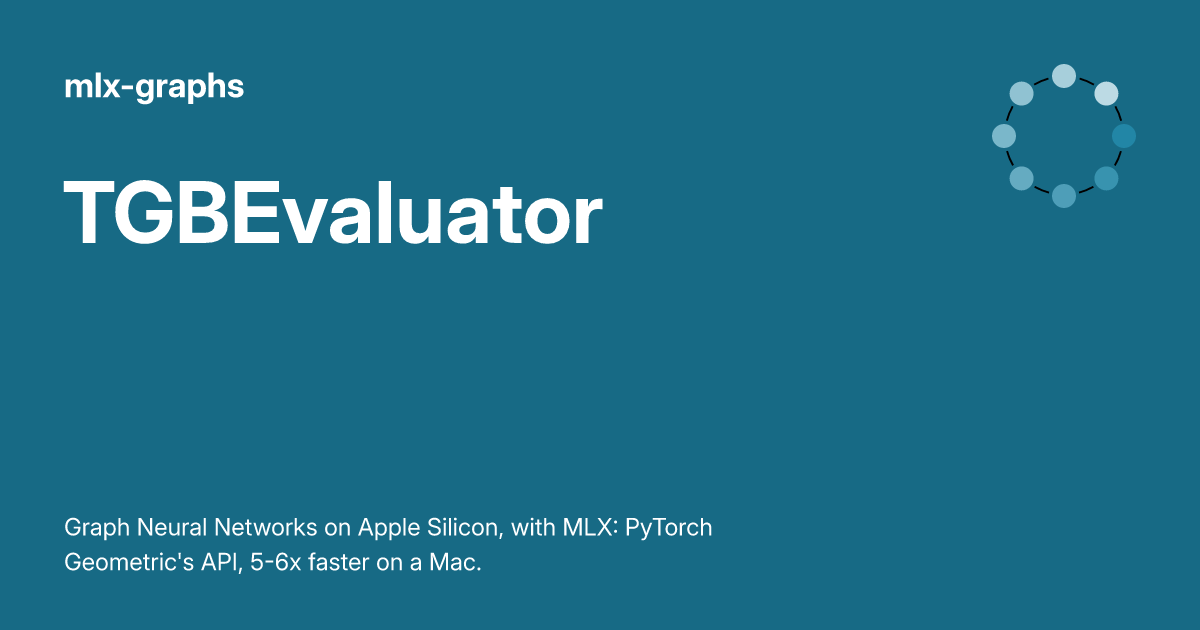 mlx-graphs
TGBEvaluator
Graph Neural Networks on Apple Silicon, with MLX: PyTorch
Geometric's API, 5-6x faster on a Mac.